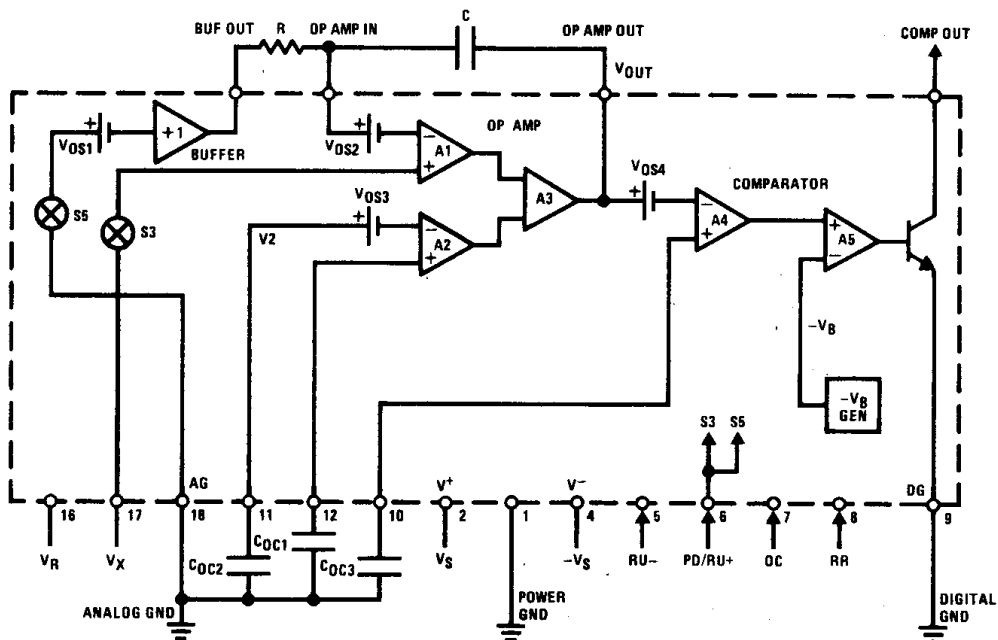 BUF OUT R OP AMP IN C OP AMP OUT COMP OUT
VOUT
+ VOS1 +1 BUFFER
+ VOS2 − + A1 OP AMP
S5 S3
V2 + VOS3 − + A2
A3
+ VOS4 − + A4 COMPARATOR
+ − A5
−VB
−VB
GEN
S3 S5
AG V+ V− DG
16 17 18 11 12 10 2 1 4 5 6 7 8 9
VR VX COC2 COC1 COC3 VS −VS RU− PD/RU+ OC RR
ANALOG GND
POWER
GND
DIGITAL
GND